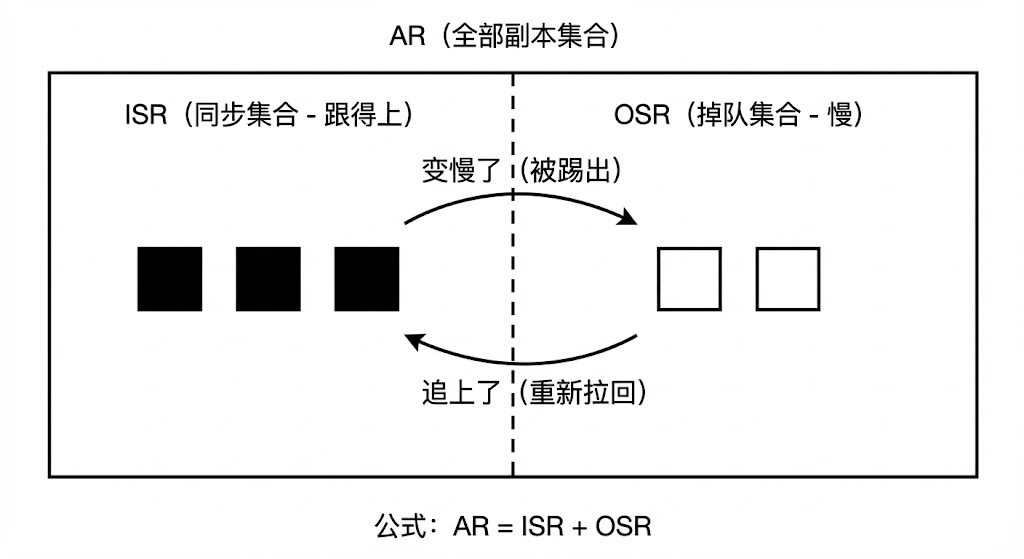 AR（全部副本集合）
ISR（同步集合 - 跟得上）
OSR（掉队集合 - 慢）
变慢了（被踢出）
追上了（重新拉回）
公式：AR = ISR + OSR